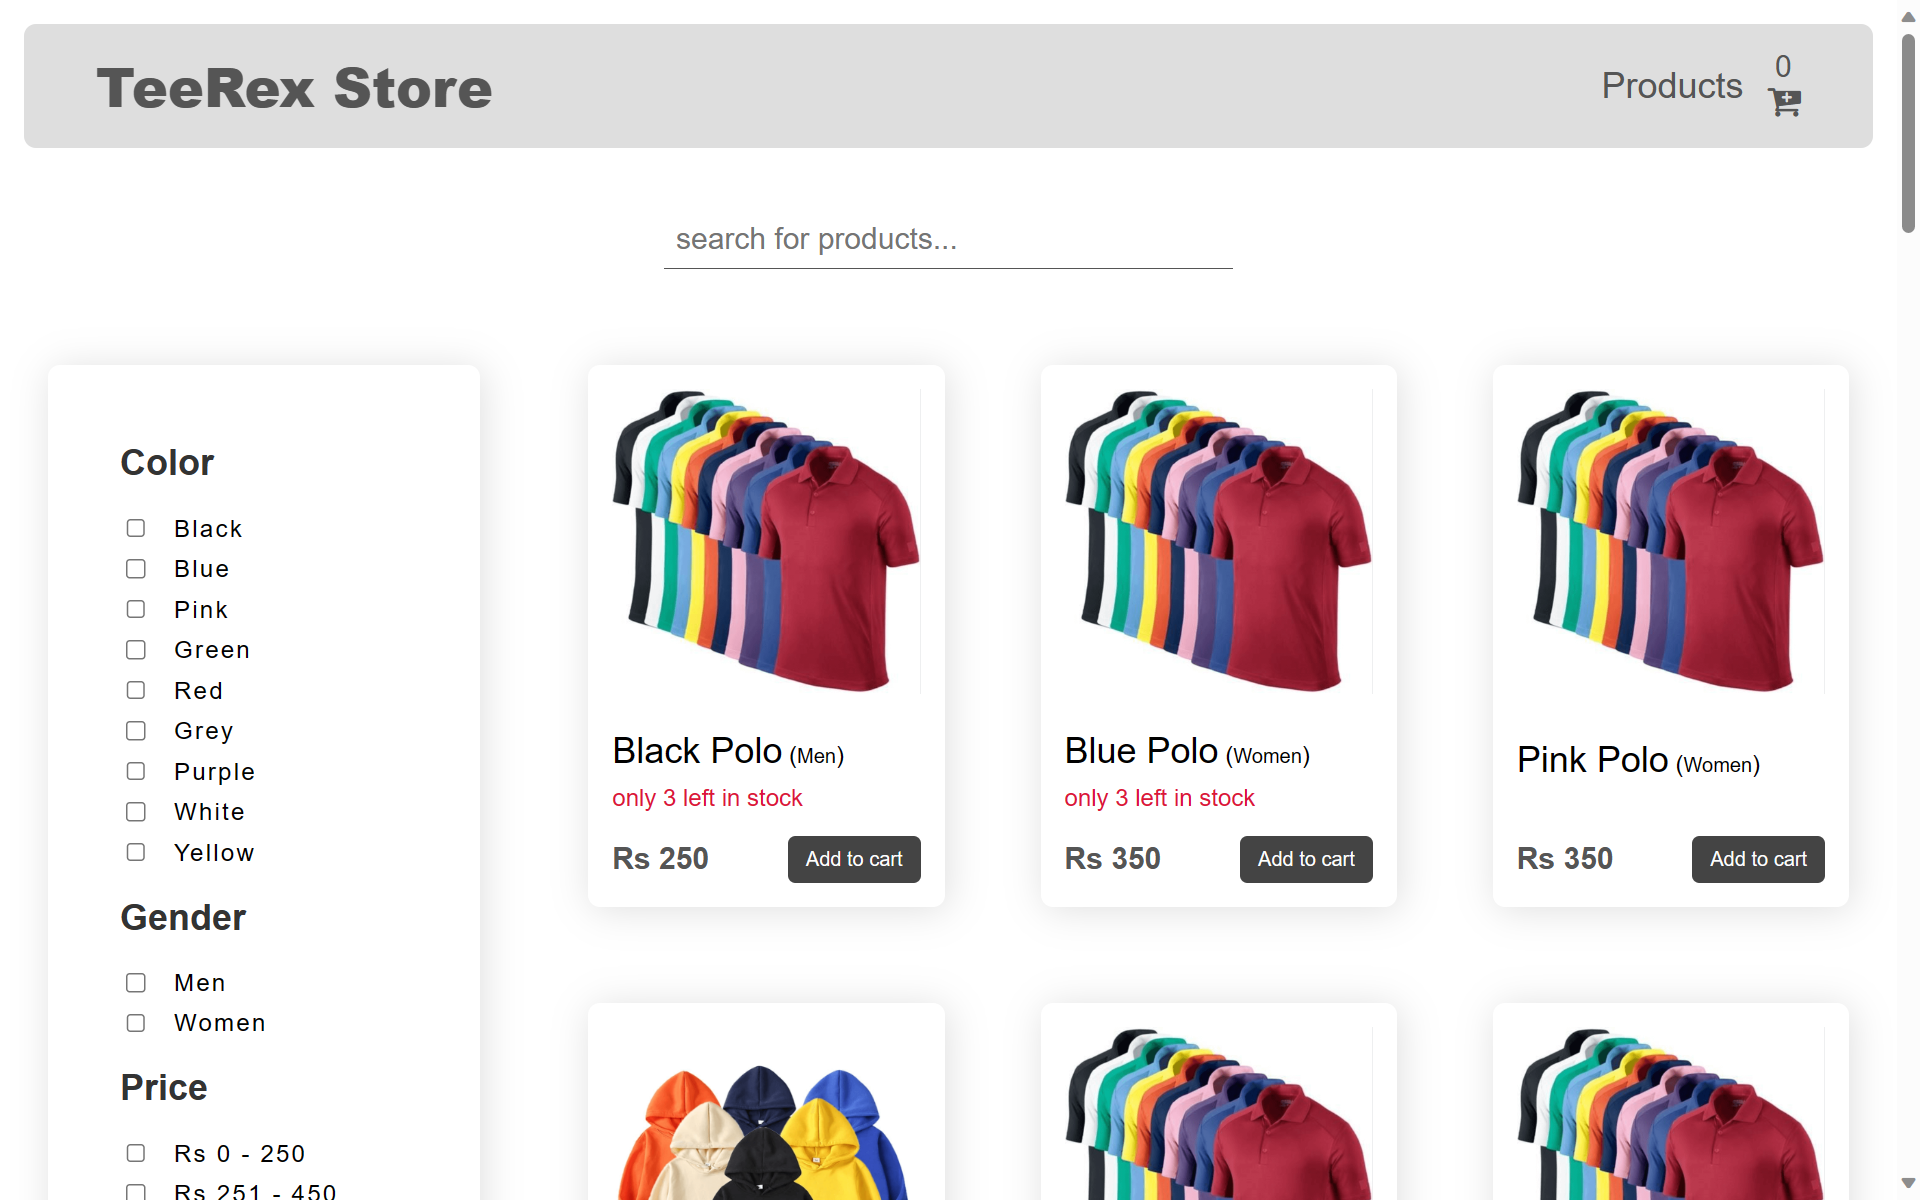 TeeRex Store
Products
0
search for products...
Color
Black
Blue
Pink
Green
Red
Grey
Purple
White
Yellow
Gender
Men
Women
Price
Rs 0 - 250
Rs 251 - 450
Black Polo (Men)
only 3 left in stock
Rs 250
Add to cart
Blue Polo (Women)
only 3 left in stock
Rs 350
Add to cart
Pink Polo (Women)
Rs 350
Add to cart